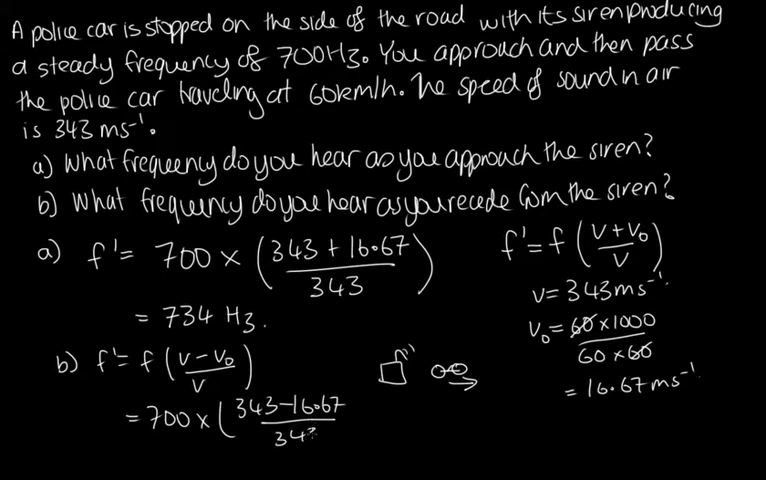 A police car is stopped on the side of the road with its siren producing
a steady frequency of 700Hz. You approach and then pass
the police car traveling at 60km/h. The speed of sound in air
is 343 ms⁻¹.
a) What frequency do you hear as you approach the siren?
b) What frequency do you hear as you recede from the siren?
a) f' = 700 × (343 + 16.67 / 343)
= 734 Hz.
b) f' = f (v - v₀ / v)
= 700 × (343 - 16.67 / 343
f' = f (v + v₀ / v)
v = 343 ms⁻¹.
v₀ = 60 × 1000 / 60 × 60
= 16.67 ms⁻¹.